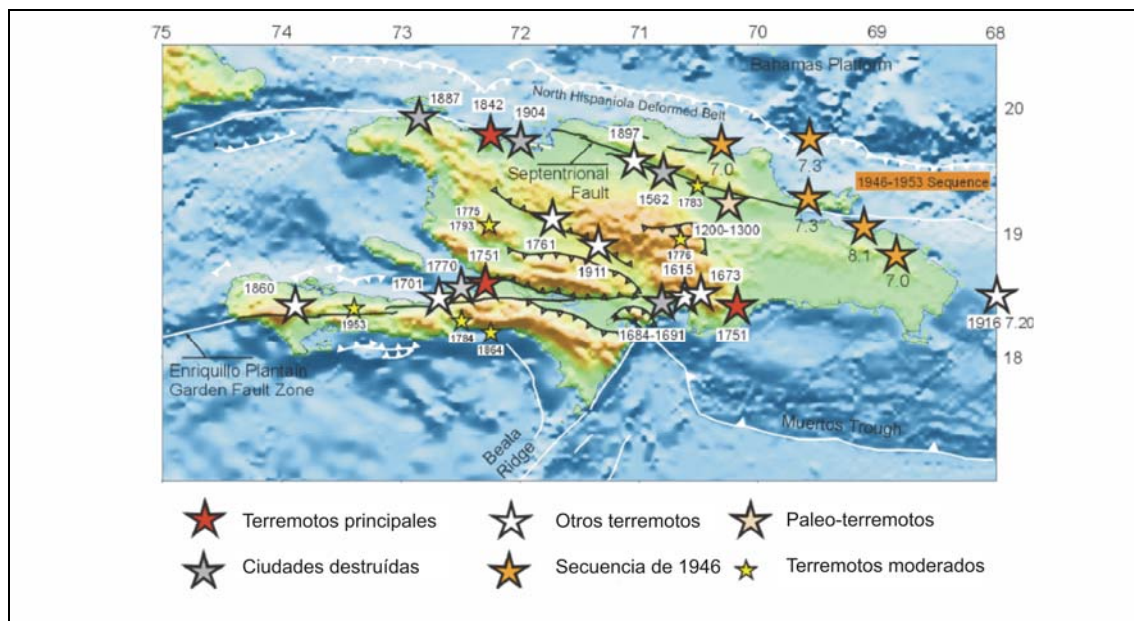 75 74 73 72 71 70 69 68
Bahamas Platform
20
North Hispaniola Deformed Belt
1887
1842
1904
1897
7.0
7.3
Septentrional
Fault
1562
1783
1946-1953 Sequence
7.3
1200-1300
19
1775
1793
1761
1911
1776
8.1
7.0
1751
1770
1701
1615
1673
1860
1953
1784
1864
1684-1691
1751
1916 7.20
18
Enriquillo Plantain
Garden Fault Zone
Beata
Ridge
Muertos Trough
Terremotos principales
Otros terremotos
Paleo-terremotos
Ciudades destruídas
Secuencia de 1946
Terremotos moderados